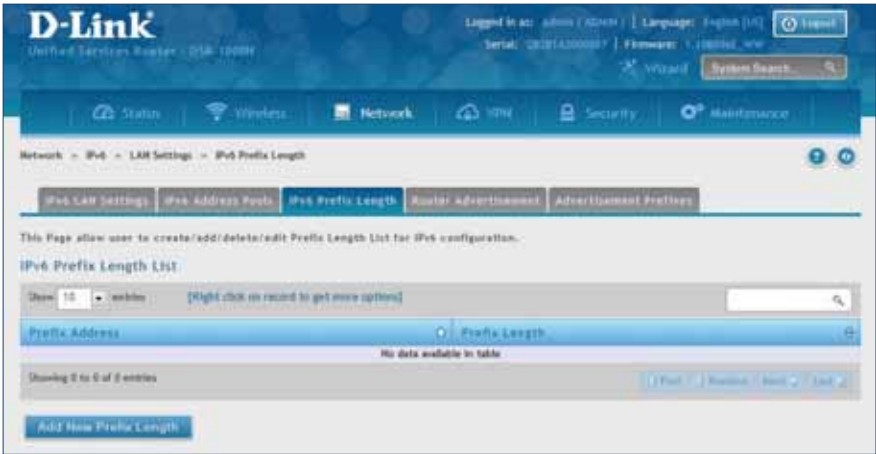 D-Link
Unified Services Router - DSR-1000N
Logged in as: admin ( ADMIN ) | Language: English [US]
Logout
Serial: | Firmware:
Wizard
System Search...
Status
Wireless
Network
VPN
Security
Maintenance
Network » IPv6 » LAN Settings » IPv6 Prefix Length
IPv6 LAN Settings
IPv6 Address Pools
IPv6 Prefix Length
Router Advertisement
Advertisement Prefixes
This Page allow user to create/add/delete/edit Prefix Length List for IPv6 configuration.
IPv6 Prefix Length List
Show 10 entries
[Right click on record to get more options]
Prefix Address
Prefix Length
No data available in table
Showing 0 to 0 of 0 entries
First
Previous
Next
Last
Add New Prefix Length